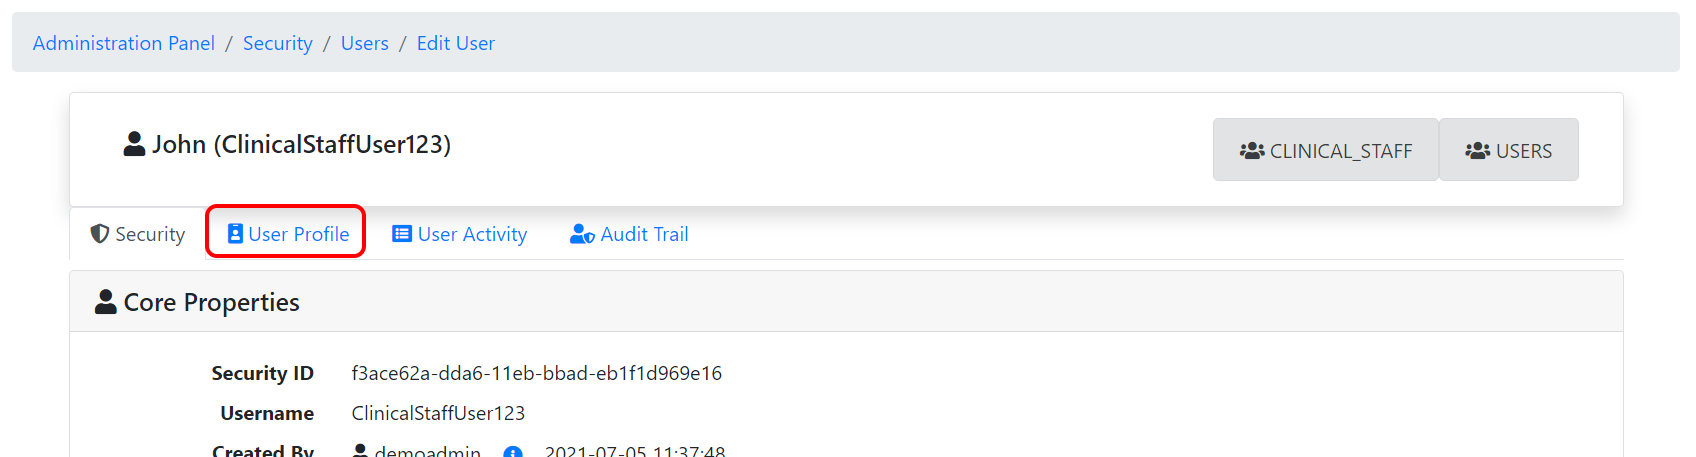 Administration Panel / Security / Users / Edit User
John (ClinicalStaffUser123)
CLINICAL_STAFF USERS
Security User Profile User Activity Audit Trail
Core Properties
Security ID f3ace62a-dda6-11eb-bbad-eb1f1d969e16
Username ClinicalStaffUser123
Created By demoadmin 2021-07-05 11:37:48